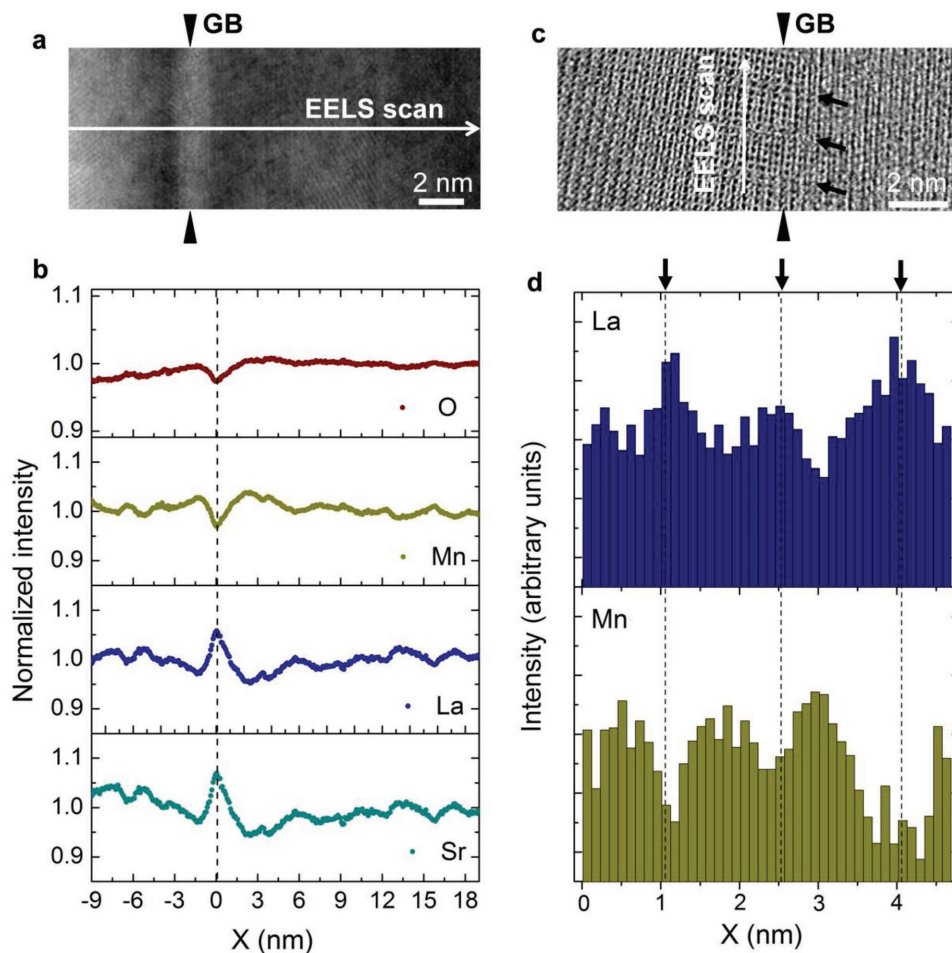 a
GB
EELS scan
2 nm
c
GB
EELS scan
2 nm
b
1.1
1.0
0.9
O
1.0
0.9
Mn
1.1
1.0
0.9
La
1.1
1.0
0.9
Sr
-9 -6 -3 0 3 6 9 12 15 18
X (nm)
Normalized intensity
d
La
Mn
0 1 2 3 4
X (nm)
Intensity (arbitrary units)